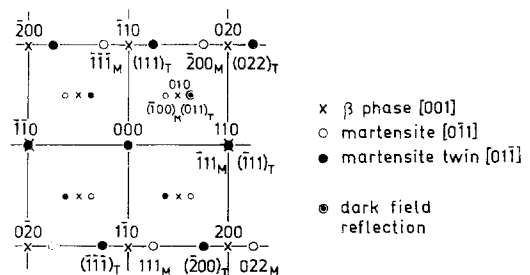 2̄00 1̄10 020
1̄1̄1̄M (111)T 2̄00M (022)T
010
(1̄00)M (011)T
1̄1̄0 000 110
1̄11M (1̄11)T
02̄0 11̄0 200
(1̄1̄1̄)T 111M (2̄00)T 022M
× β phase [001]
○ martensite [01̄1]
● martensite twin [011̄]
dark field
reflection